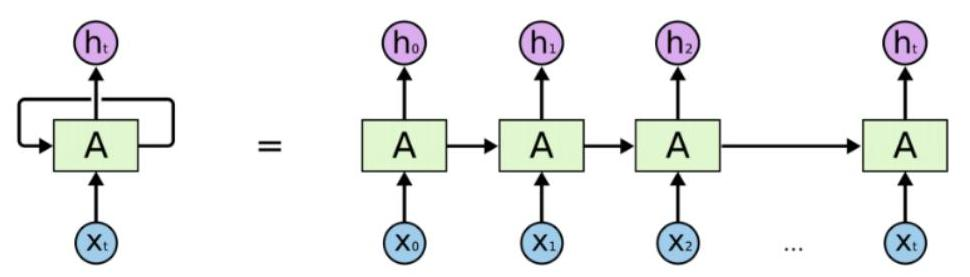 hₜ h₀ h₁ h₂ hₜ
A = A A A A
xₜ x₀ x₁ x₂ ... xₜ